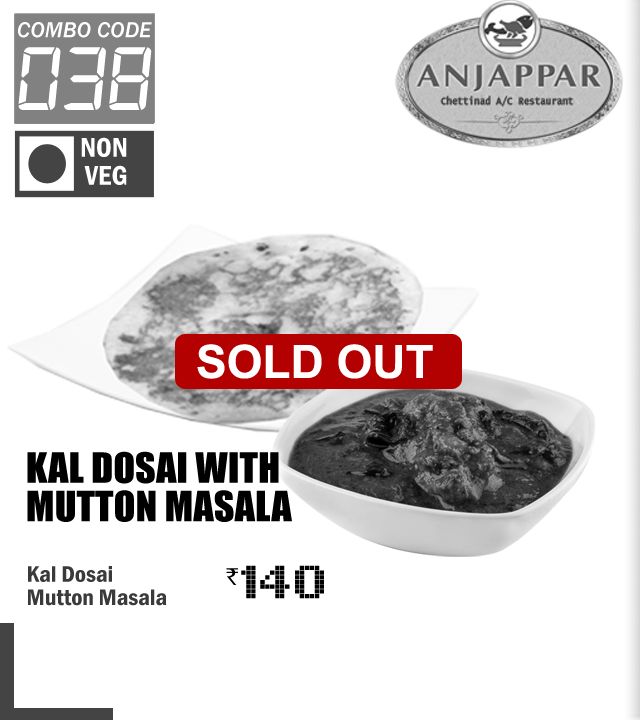 COMBO CODE
038
NON
VEG
ANJAPPAR
Chettinad A/C Restaurant
SOLD OUT
KAL DOSAI WITH
MUTTON MASALA
Kal Dosai
Mutton Masala
₹140